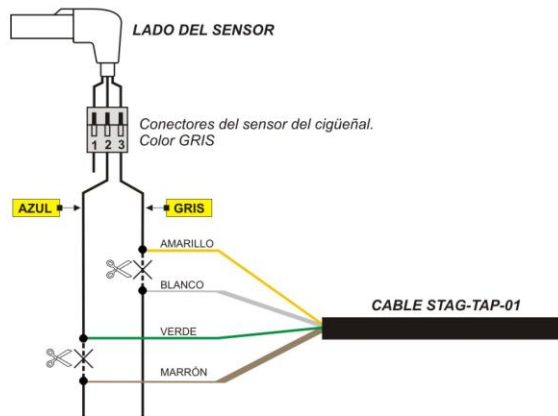 LADO DEL SENSOR
Conectores del sensor del cigüeñal.
Color GRIS
1 2 3
AZUL
GRIS
AMARILLO
BLANCO
CABLE STAG-TAP-01
VERDE
MARRÓN